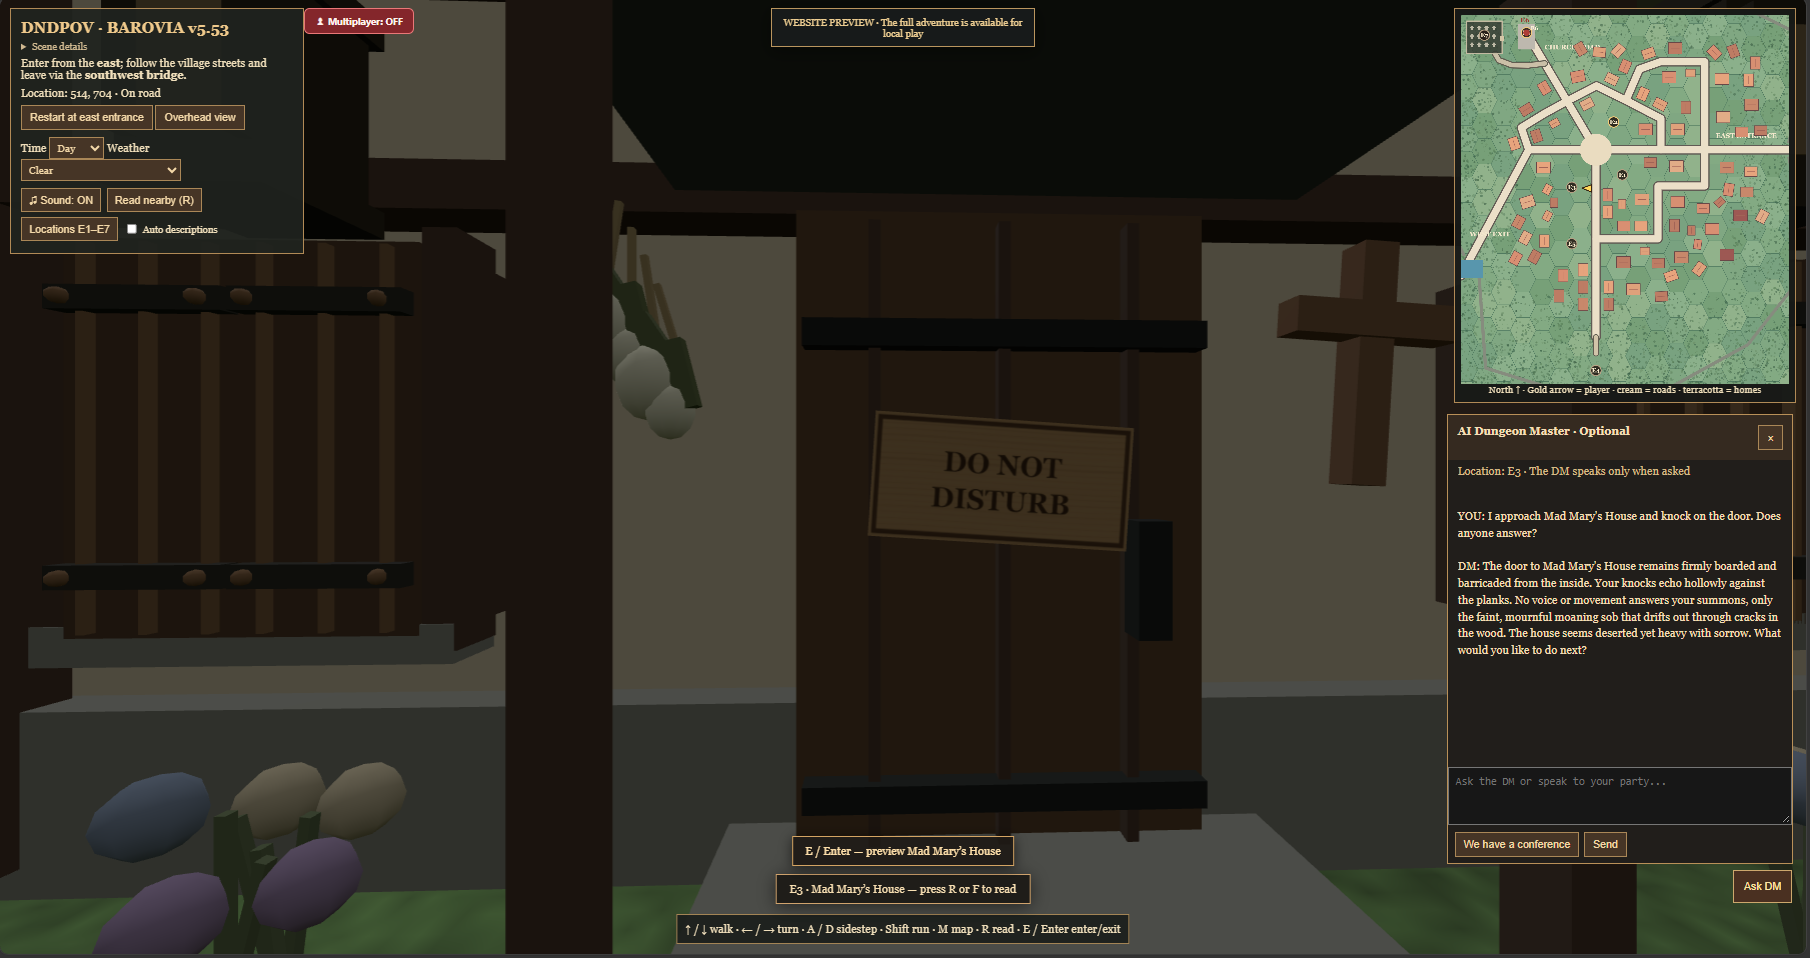 DNDPOV · BAROVIA v5-53
▶ Scene details
Enter from the east; follow the village streets and
leave via the southwest bridge.
Location: 514, 704 · On road
Restart at east entrance
Overhead view
Time Day Weather
Clear
♫ Sound: ON
Read nearby (R)
Locations E1–E7
Auto descriptions
Multiplayer: OFF
WEBSITE PREVIEW · The full adventure is available for
local play
DO NOT
DISTURB
E / Enter — preview Mad Mary's House
E3 · Mad Mary's House — press R or F to read
↑ / ↓ walk · ← / → turn · A / D sidestep · Shift run · M map · R read · E / Enter enter/exit
North ↑ · Gold arrow = player · cream = roads · terracotta = homes
AI Dungeon Master · Optional
×
Location: E3 · The DM speaks only when asked
YOU: I approach Mad Mary's House and knock on the door. Does
anyone answer?
DM: The door to Mad Mary's House remains firmly boarded and
barricaded from the inside. Your knocks echo hollowly against
the planks. No voice or movement answers your summons, only
the faint, mournful moaning sob that drifts out through cracks in
the wood. The house seems deserted yet heavy with sorrow. What
would you like to do next?
Ask the DM or speak to your party...
We have a conference
Send
Ask DM